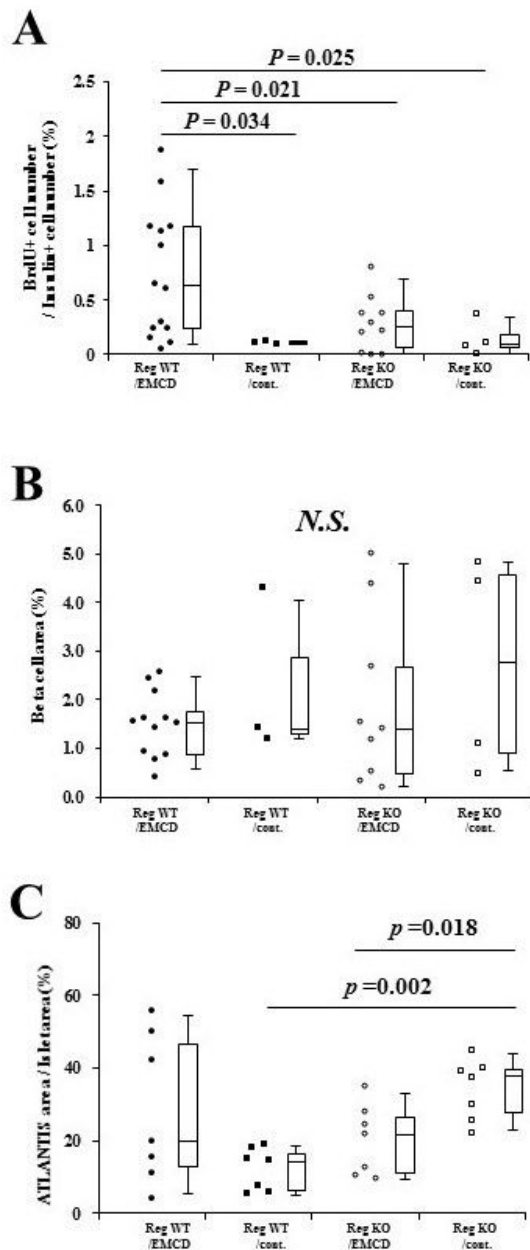 A
P = 0.025
P = 0.021
P = 0.034
BrdU+ cell number
/ Insulin+ cell number (%)
2.5
2
1.5
1
0.5
0
Reg WT
/EMCD
Reg WT
/cont.
Reg KO
/EMCD
Reg KO
/cont.
B
N.S.
Beta cell area (%)
6.0
5.0
4.0
3.0
2.0
1.0
0.0
Reg WT
/EMCD
Reg WT
/cont.
Reg KO
/EMCD
Reg KO
/cont.
C
p =0.018
p =0.002
ATLANTIS area / Islet area (%)
80
60
40
20
0
Reg WT
/EMCD
Reg WT
/cont.
Reg KO
/EMCD
Reg KO
/cont.